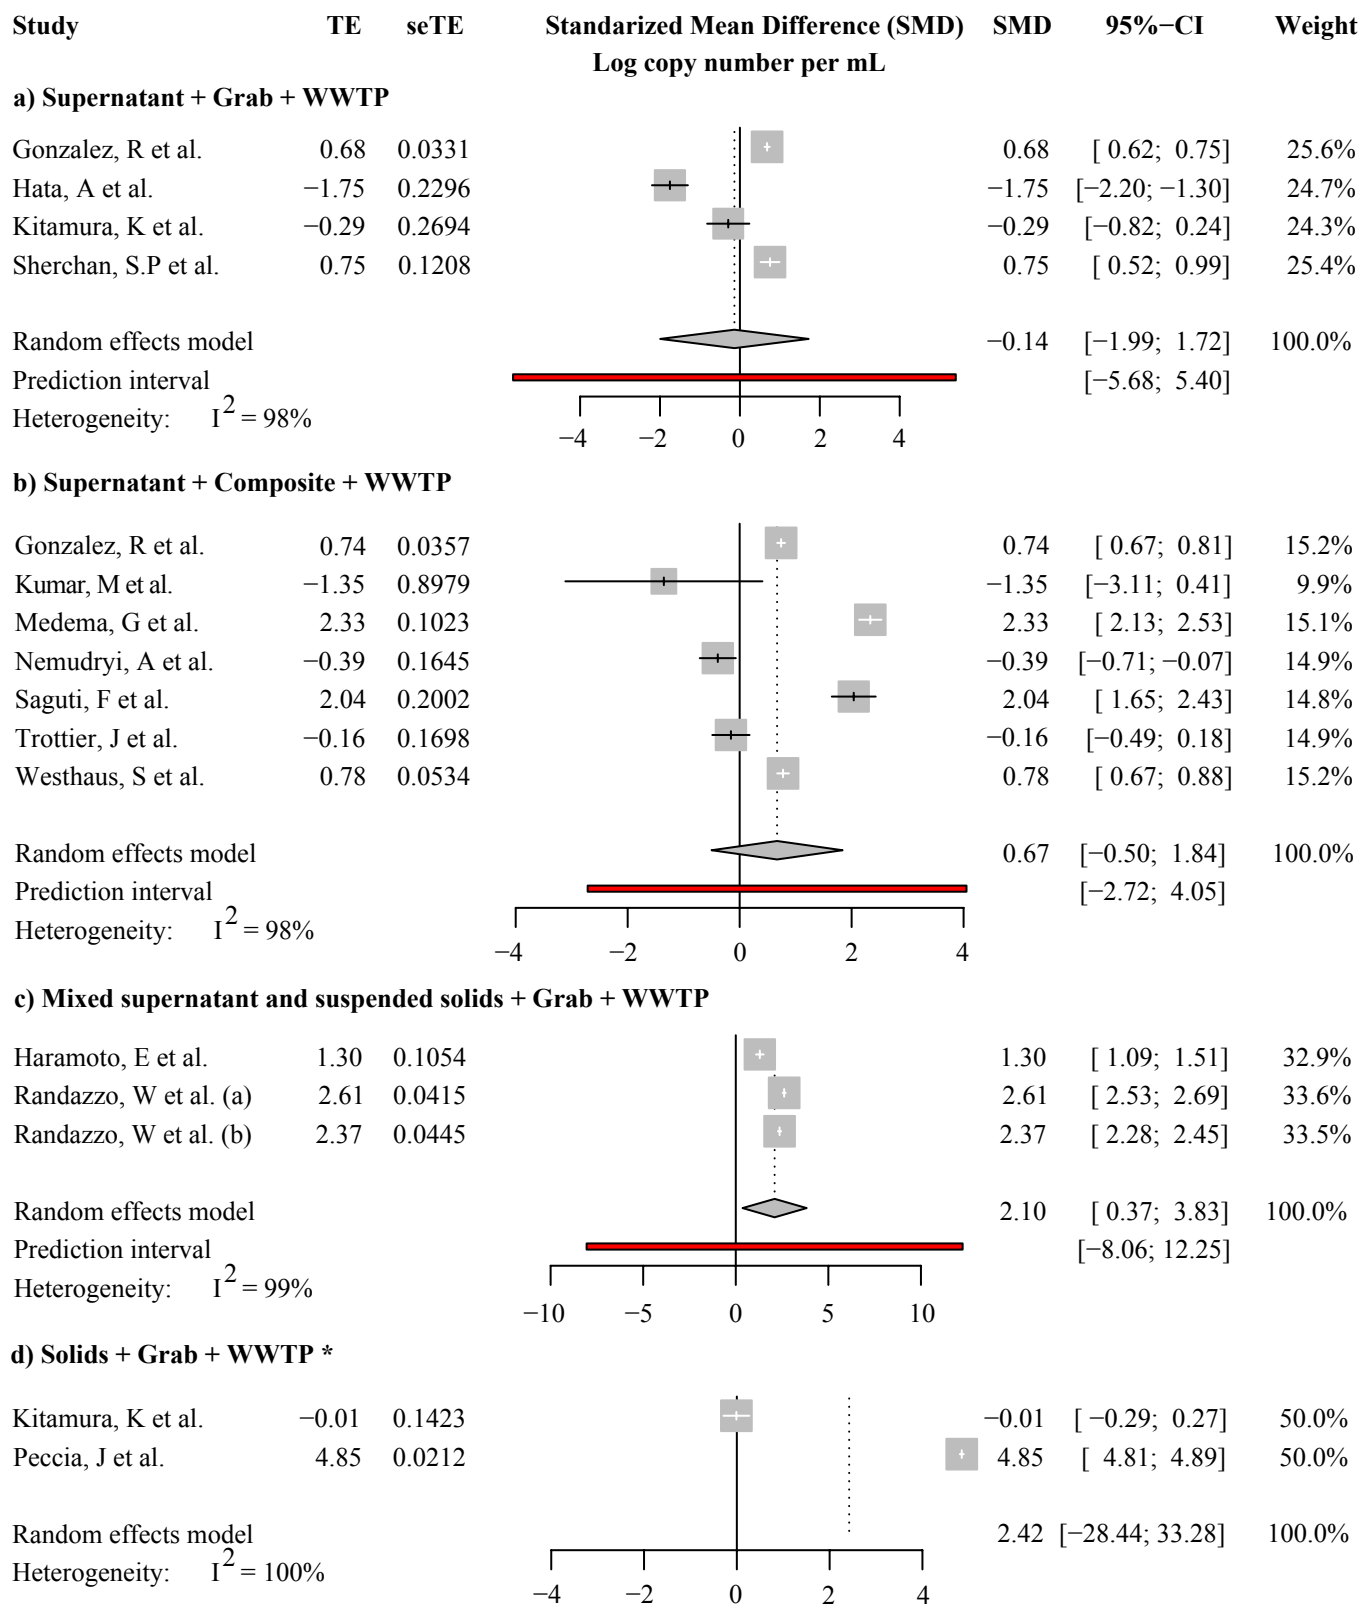 Study TE seTE Standarized Mean Difference (SMD) SMD 95%−CI Weight
Log copy number per mL
a) Supernatant + Grab + WWTP
Gonzalez, R et al. 0.68 0.0331 0.68 [ 0.62; 0.75] 25.6%
Hata, A et al. −1.75 0.2296 −1.75 [−2.20; −1.30] 24.7%
Kitamura, K et al. −0.29 0.2694 −0.29 [−0.82; 0.24] 24.3%
Sherchan, S.P et al. 0.75 0.1208 0.75 [ 0.52; 0.99] 25.4%
Random effects model −0.14 [−1.99; 1.72] 100.0%
Prediction interval [−5.68; 5.40]
Heterogeneity: I2 = 98%
−4 −2 0 2 4
b) Supernatant + Composite + WWTP
Gonzalez, R et al. 0.74 0.0357 0.74 [ 0.67; 0.81] 15.2%
Kumar, M et al. −1.35 0.8979 −1.35 [−3.11; 0.41] 9.9%
Medema, G et al. 2.33 0.1023 2.33 [ 2.13; 2.53] 15.1%
Nemudryi, A et al. −0.39 0.1645 −0.39 [−0.71; −0.07] 14.9%
Saguti, F et al. 2.04 0.2002 2.04 [ 1.65; 2.43] 14.8%
Trottier, J et al. −0.16 0.1698 −0.16 [−0.49; 0.18] 14.9%
Westhaus, S et al. 0.78 0.0534 0.78 [ 0.67; 0.88] 15.2%
Random effects model 0.67 [−0.50; 1.84] 100.0%
Prediction interval [−2.72; 4.05]
Heterogeneity: I2 = 98%
−4 −2 0 2 4
c) Mixed supernatant and suspended solids + Grab + WWTP
Haramoto, E et al. 1.30 0.1054 1.30 [ 1.09; 1.51] 32.9%
Randazzo, W et al. (a) 2.61 0.0415 2.61 [ 2.53; 2.69] 33.6%
Randazzo, W et al. (b) 2.37 0.0445 2.37 [ 2.28; 2.45] 33.5%
Random effects model 2.10 [ 0.37; 3.83] 100.0%
Prediction interval [−8.06; 12.25]
Heterogeneity: I2 = 99%
−10 −5 0 5 10
d) Solids + Grab + WWTP *
Kitamura, K et al. −0.01 0.1423 −0.01 [ −0.29; 0.27] 50.0%
Peccia, J et al. 4.85 0.0212 4.85 [ 4.81; 4.89] 50.0%
Random effects model 2.42 [−28.44; 33.28] 100.0%
Heterogeneity: I2 = 100%
−4 −2 0 2 4